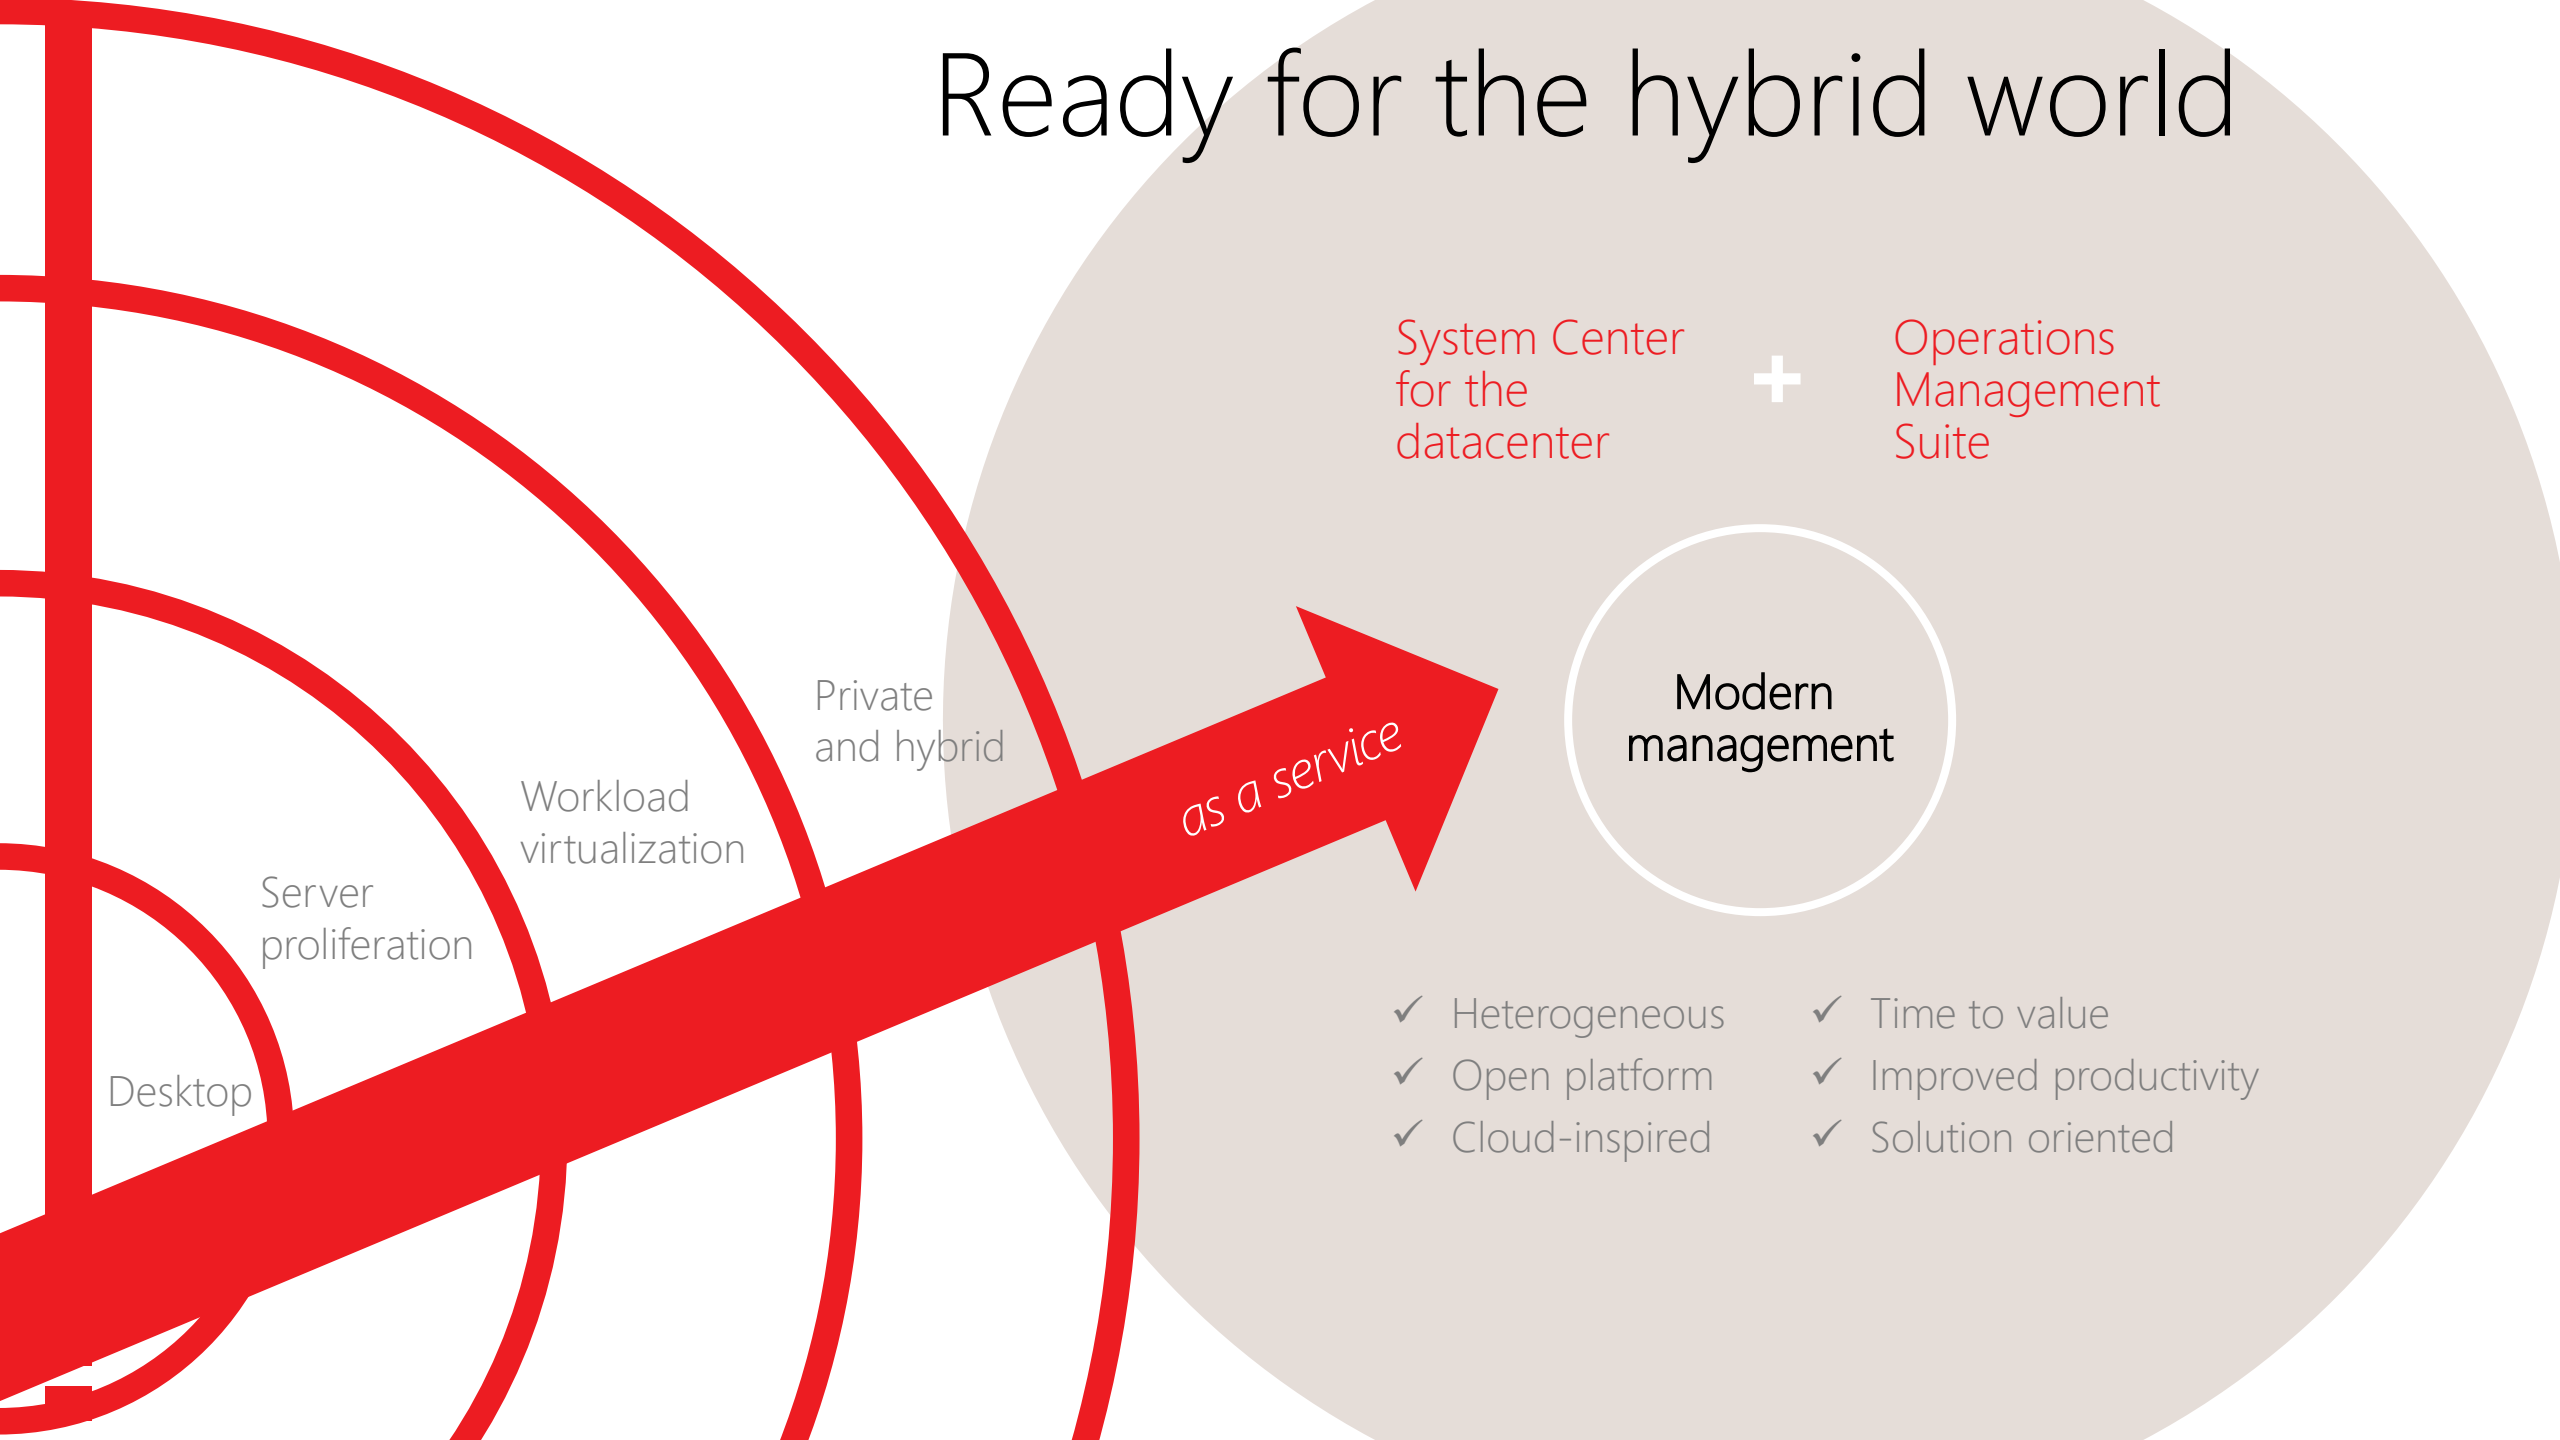 Ready for the hybrid world
System Center
for the
datacenter
+
Operations
Management
Suite
Private
and hybrid
Workload
virtualization
Server
proliferation
Desktop
as a service
Modern
management
✓ Heterogeneous
✓ Open platform
✓ Cloud-inspired
✓ Time to value
✓ Improved productivity
✓ Solution oriented